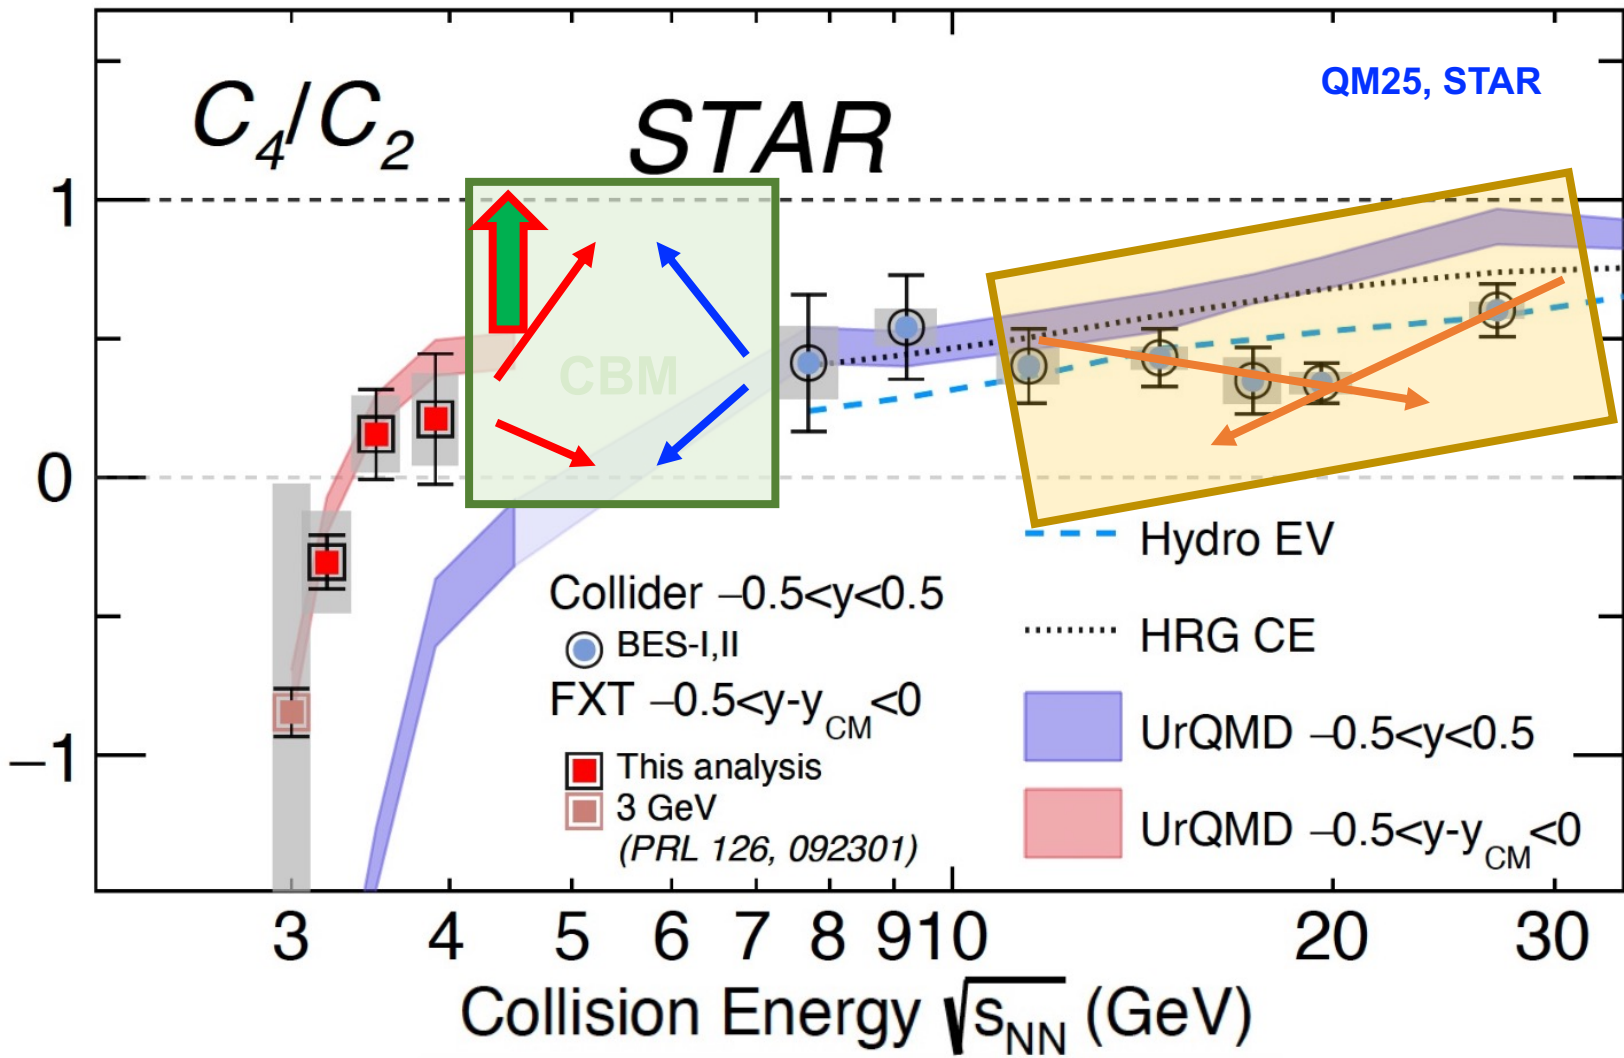 C4/C2
STAR
QM25, STAR
1
0
−1
CBM
Hydro EV
HRG CE
UrQMD −0.5<y<0.5
UrQMD −0.5<y-yCM<0
Collider −0.5<y<0.5
BES-I,II
FXT −0.5<y-yCM<0
This analysis
3 GeV
(PRL 126, 092301)
3 4 5 6 7 8 9 10 20 30
Collision Energy √sNN (GeV)